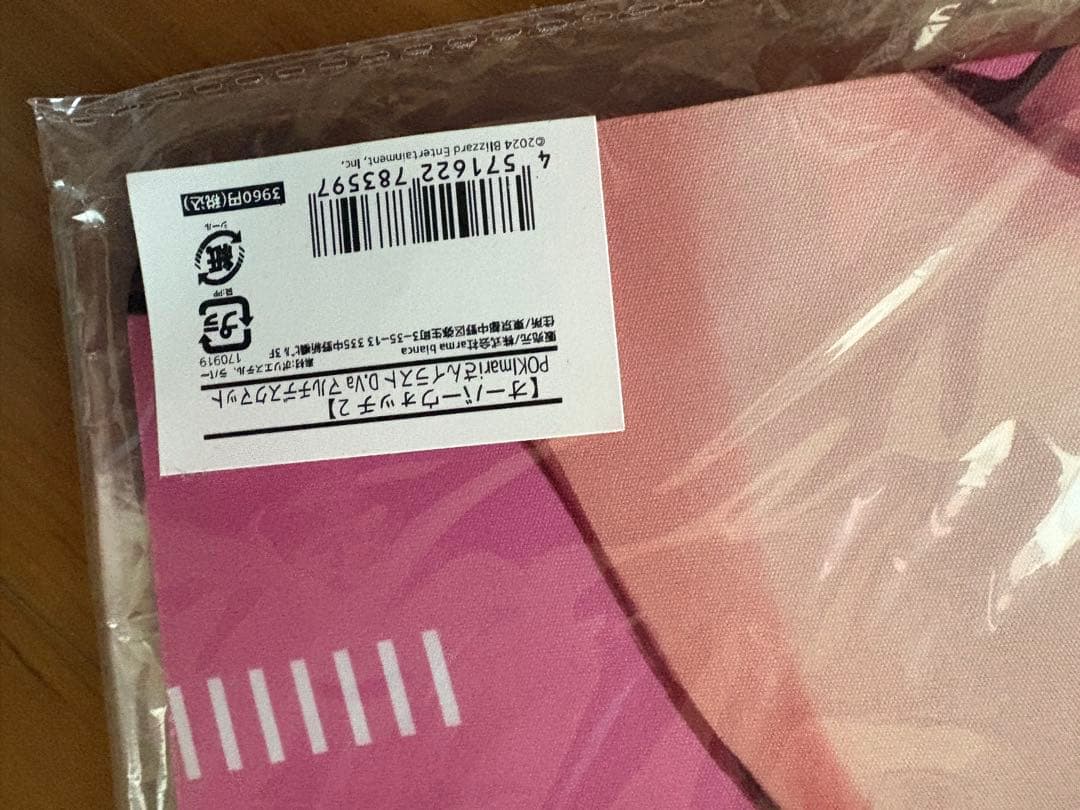 【オーバーウォッチ 2】
POKImariさんイラスト D.Va マルチデスクマット
素材:ポリエステル、ラバー
販売元/株式会社arma bianca
住所/東京都中野区弥生町3-35-13 335中野新橋ﾋﾞﾙ3F
170919
プラ
袋:PP
紙
シール
3960円(税込)
4 571622 783597
©2024 Blizzard Entertainment, Inc.